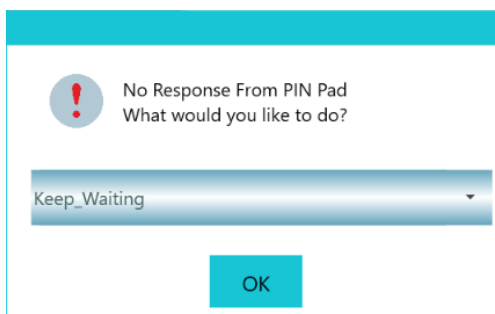 No Response From PIN Pad
What would you like to do?
Keep_Waiting
OK